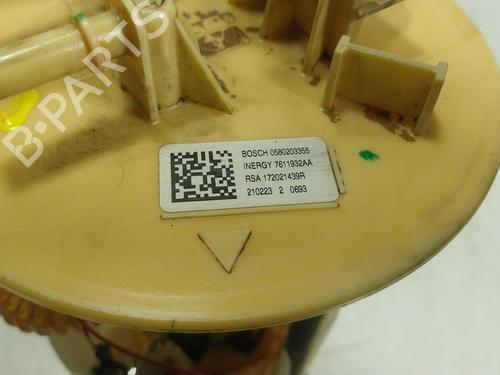 B·PARTS
BOSCH 0580203355
INERGY 7611932AA
RSA 172021439R
210223 2 0693